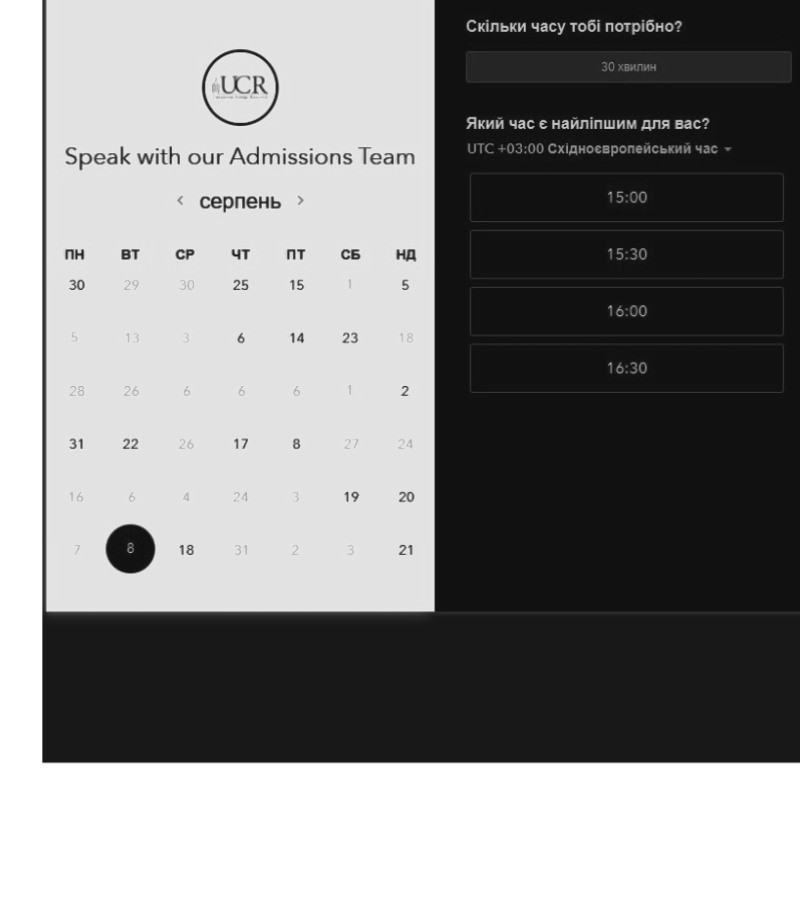 UCR
Speak with our Admissions Team
< серпень >
ПН ВТ СР ЧТ ПТ СБ НД
30 29 30 25 15 1 5
5 13 3 6 14 23 18
28 26 6 6 6 1 2
31 22 26 17 8 27 24
16 6 4 24 3 19 20
7 8 18 31 2 3 21
Скільки часу тобі потрібно?
30 хвилин
Який час є найліпшим для вас?
UTC +03:00 Східноєвропейський час
15:00
15:30
16:00
16:30